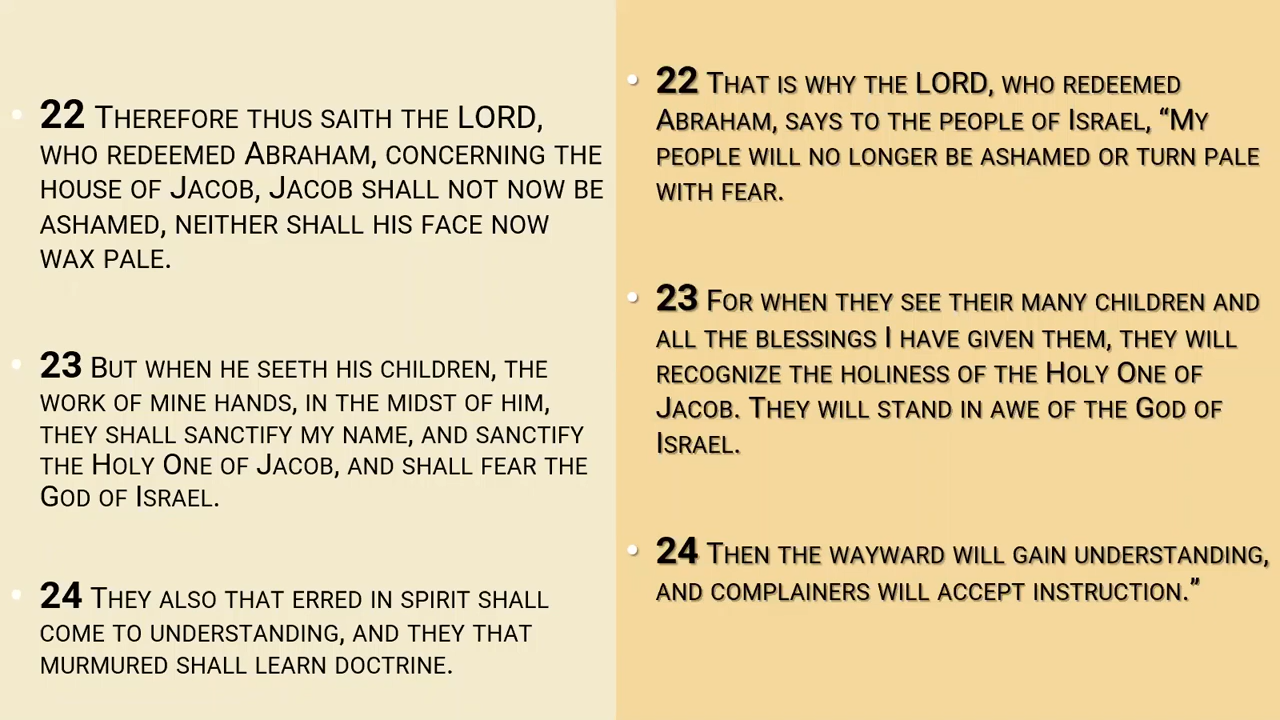 22 Therefore thus saith the LORD,
who redeemed Abraham, concerning the
house of Jacob, Jacob shall not now be
ashamed, neither shall his face now
wax pale.
23 But when he seeth his children, the
work of mine hands, in the midst of him,
they shall sanctify my name, and sanctify
the Holy One of Jacob, and shall fear the
God of Israel.
24 They also that erred in spirit shall
come to understanding, and they that
murmured shall learn doctrine.
22 That is why the LORD, who redeemed
Abraham, says to the people of Israel, “My
people will no longer be ashamed or turn pale
with fear.
23 For when they see their many children and
all the blessings I have given them, they will
recognize the holiness of the Holy One of
Jacob. They will stand in awe of the God of
Israel.
24 Then the wayward will gain understanding,
and complainers will accept instruction.”